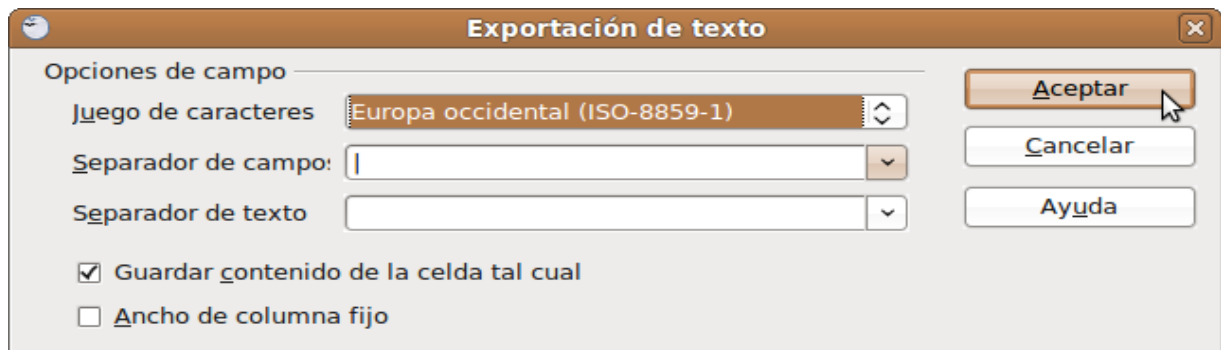 Exportación de texto
Opciones de campo
Juego de caracteres Europa occidental (ISO-8859-1)
Separador de campos |
Separador de texto
Guardar contenido de la celda tal cual
Ancho de columna fijo
Aceptar
Cancelar
Ayuda